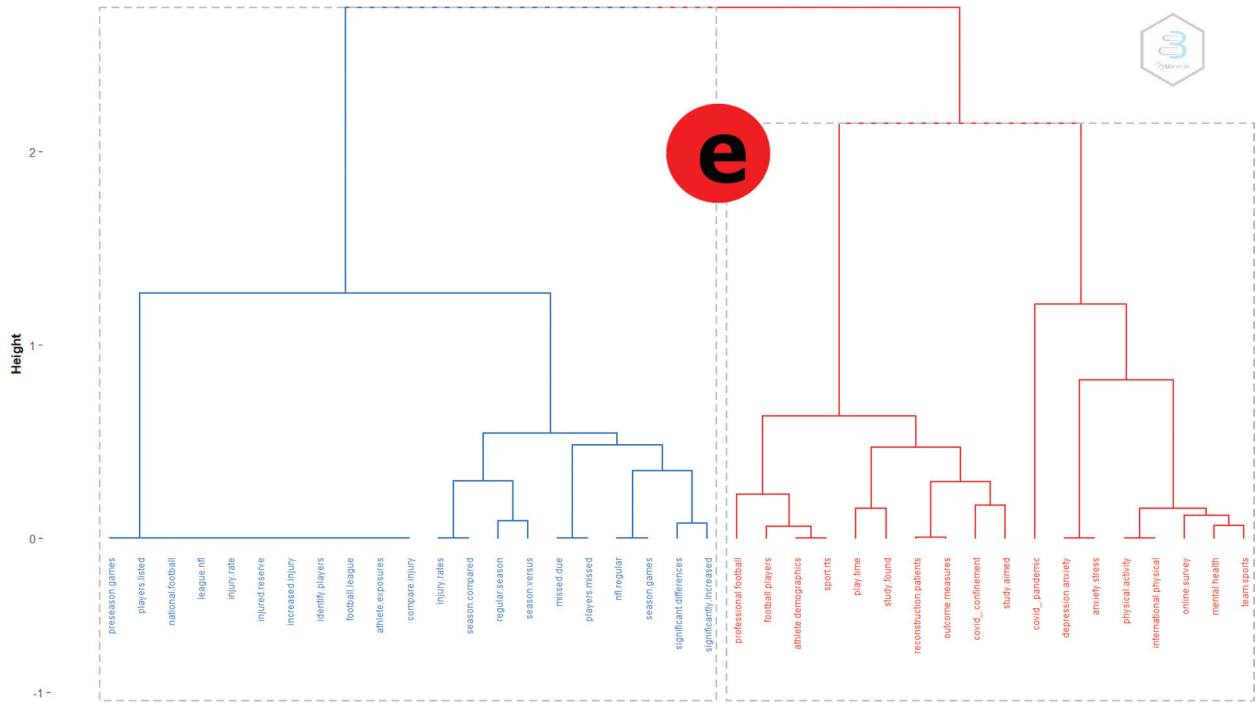 e
2
1
0
-1
Height
preseason.games
players.listed
national.football
league.nfl
injury.rate
injured.reserve
increased.injury
identify.players
football.league
athlete.exposures
compare.injury
injury.rates
season.compared
regular.season
season.versus
missed.due
players.missed
nfl.regular
season.games
significant.differences
significantly.increased
professional.football
football.players
athlete.demographics
sport.rts
play.time
study.found
reconstruction.patients
outcome.measures
covid_.confinement
study.aimed
covid_.pandemic
depression.anxiety
anxiety.stress
physical.activity
international.physical
online.survey
mental.health
team.sports